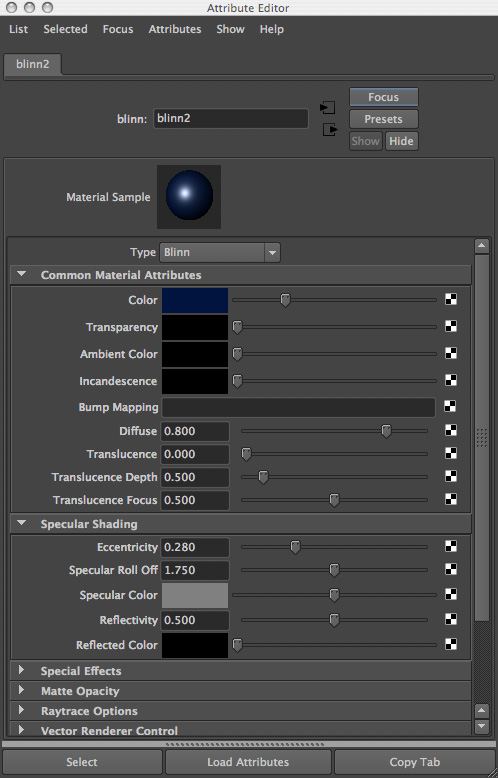 Attribute Editor
List Selected Focus Attributes Show Help
blinn2
Focus
blinn: blinn2
Presets
Show Hide
Material Sample
Type Blinn
Common Material Attributes
Color
Transparency
Ambient Color
Incandescence
Bump Mapping
Diffuse 0.800
Translucence 0.000
Translucence Depth 0.500
Translucence Focus 0.500
Specular Shading
Eccentricity 0.280
Specular Roll Off 1.750
Specular Color
Reflectivity 0.500
Reflected Color
Special Effects
Matte Opacity
Raytrace Options
Vector Renderer Control
Select Load Attributes Copy Tab